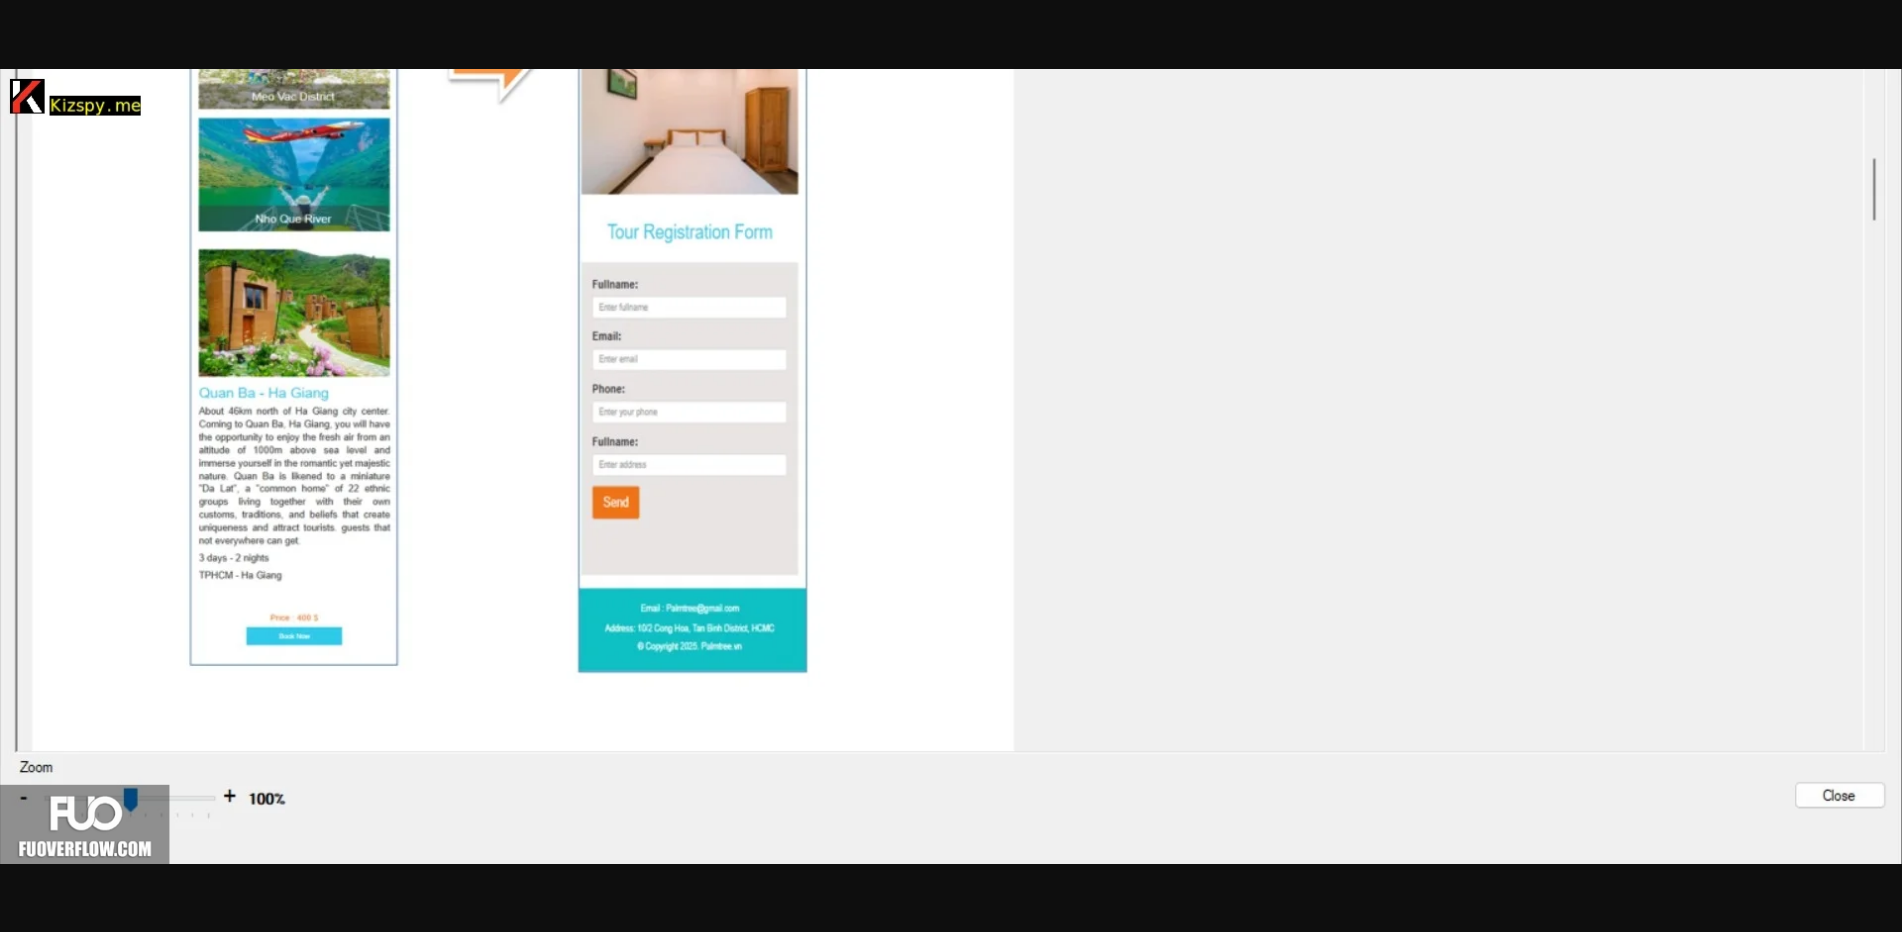 Kizspy.me
Meo Vac District
Nho Que River
Quan Ba - Ha Giang
About 46km north of Ha Giang city center.
Coming to Quan Ba, Ha Giang, you will have
the opportunity to enjoy the fresh air from an
altitude of 1000m above sea level and
immerse yourself in the romantic yet majestic
nature. Quan Ba is likened to a miniature
"Da Lat", a "common home" of 22 ethnic
groups living together with their own
customs, traditions, and beliefs that create
uniqueness and attract tourists. guests that
not everywhere can get.
3 days - 2 nights
TPHCM - Ha Giang
Price : 400 $
Book Now
Tour Registration Form
Fullname:
Enter fullname
Email:
Enter email
Phone:
Enter your phone
Fullname:
Enter address
Send
Email : Palmtree@gmail.com
Address: 10/2 Cong Hoa, Tan Binh District, HCMC
© Copyright 2025. Palmtree.vn
Zoom
- + 100%
Close
FUO
FUOVERFLOW.COM